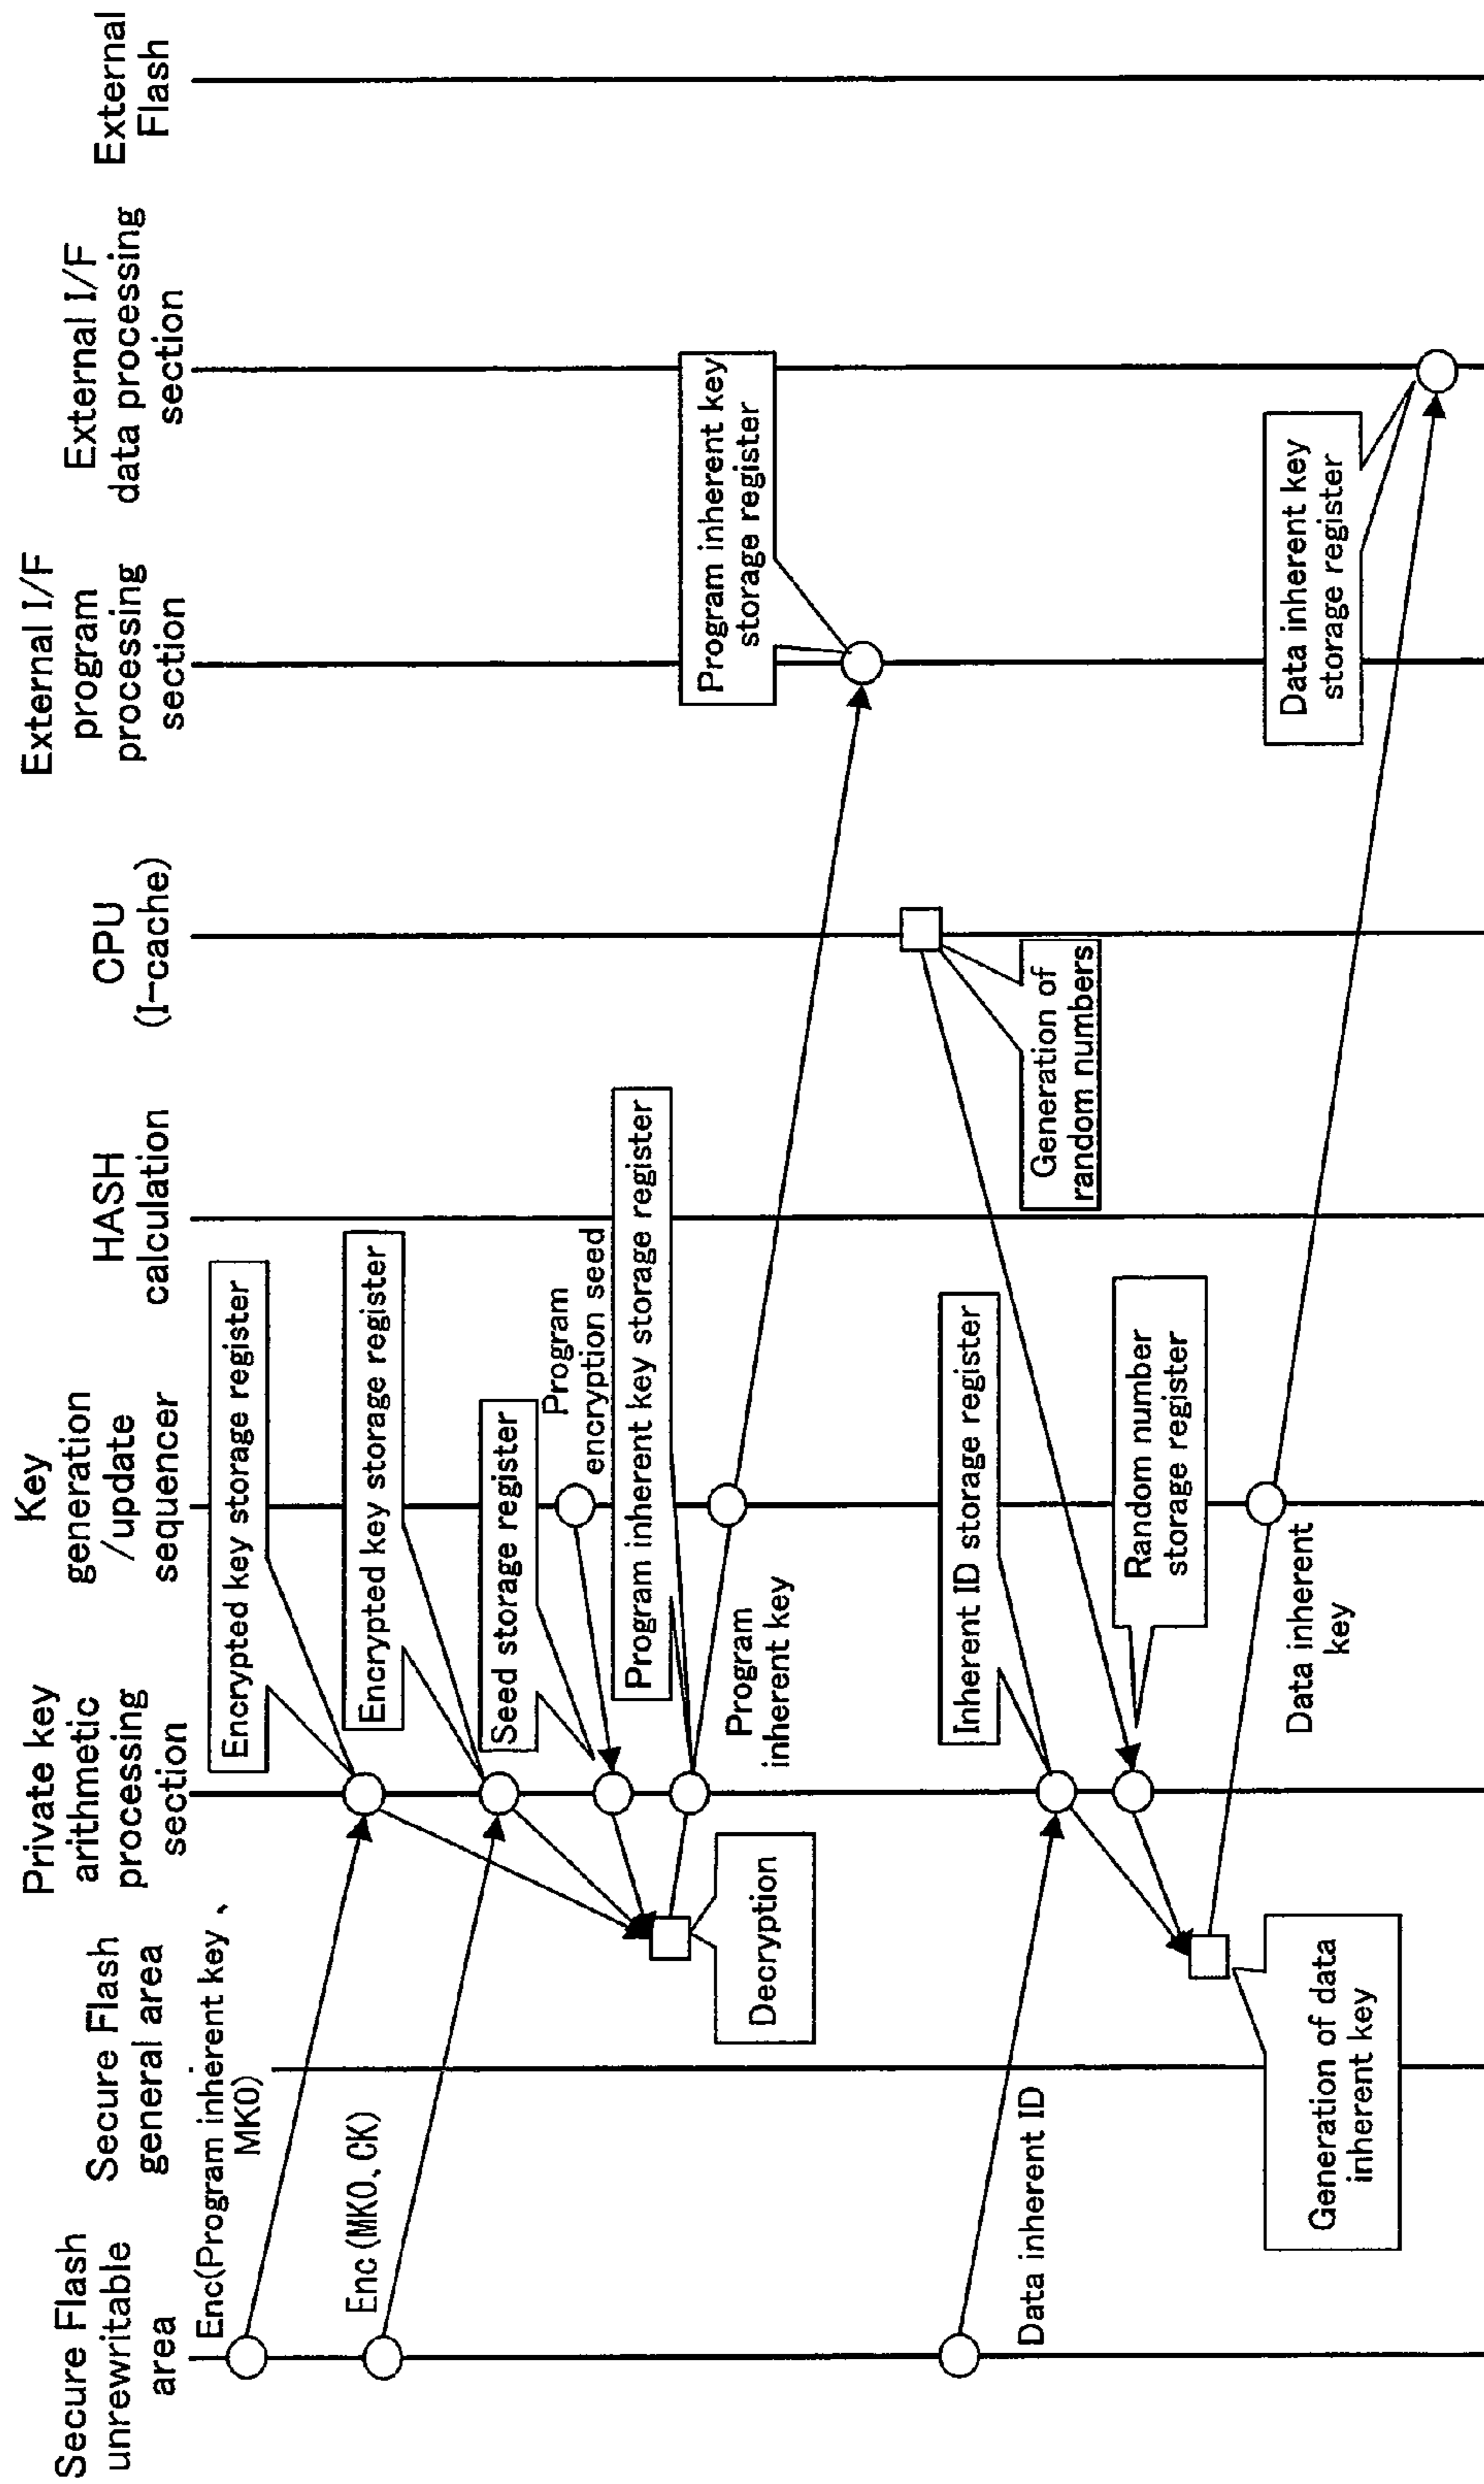 Secure Flash
unrewritable
area
Secure Flash
general area
Private key
arithmetic
processing
section
Key
generation
/update
sequencer
HASH
calculation
CPU
(I-cache)
External I/F
program
processing
section
External I/F
data processing
section
External
Flash
Enc(Program inherent key、
MK0)
Encrypted key storage register
Enc(MK0、CK)
Encrypted key storage register
Seed storage register
Program
encryption seed
Program inherent key storage register
Decryption
Program
inherent key
Program inherent key
storage register
Generation of
random numbers
Data inherent ID
Inherent ID storage register
Random number
storage register
Generation of data
inherent key
Data inherent
key
Data inherent key
storage register